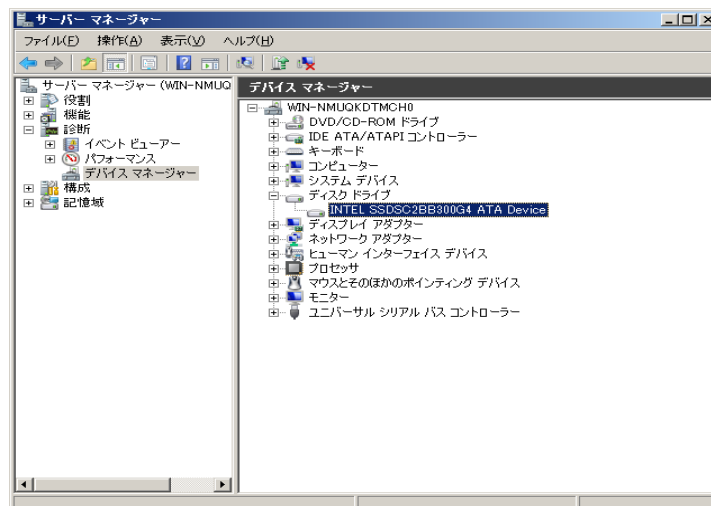 サーバー マネージャー
ファイル(F) 操作(A) 表示(V) ヘルプ(H)
サーバー マネージャー (WIN-NMUQ
役割
機能
診断
イベント ビューアー
パフォーマンス
デバイス マネージャー
構成
記憶域
デバイス マネージャー
WIN-NMUQKDTMCH0
DVD/CD-ROM ドライブ
IDE ATA/ATAPI コントローラー
キーボード
コンピューター
システム デバイス
ディスク ドライブ
INTEL SSDSC2BB300G4 ATA Device
ディスプレイ アダプター
ネットワーク アダプター
ヒューマン インターフェイス デバイス
プロセッサ
マウスとそのほかのポインティング デバイス
モニター
ユニバーサル シリアル バス コントローラー